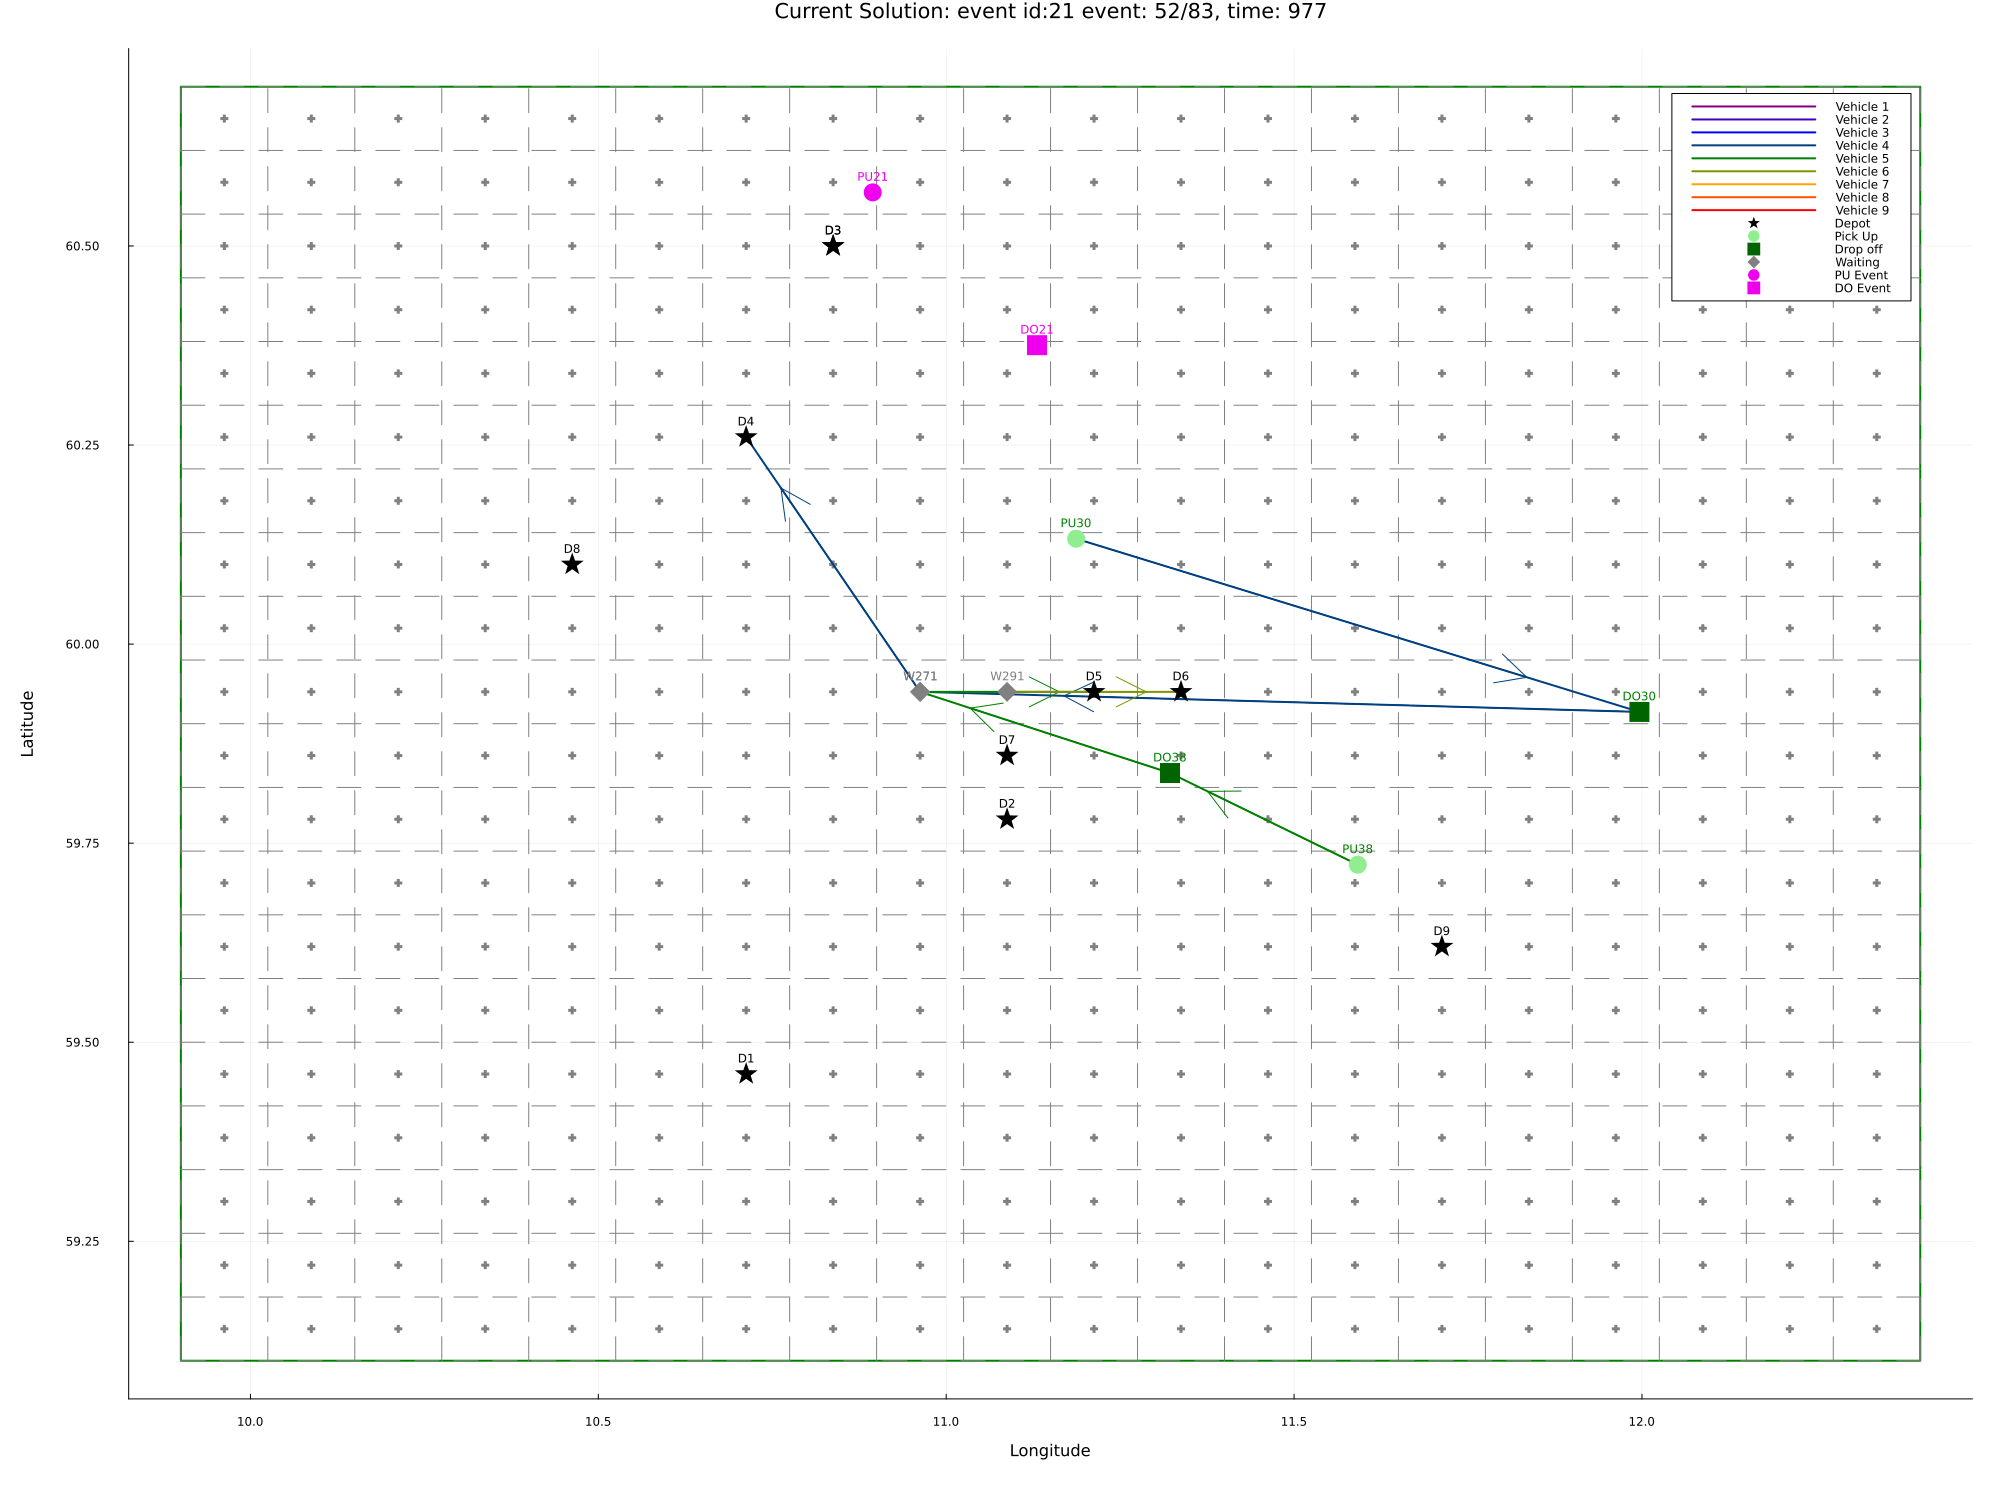 Current Solution: event id:21 event: 52/83, time: 977
Vehicle 1
Vehicle 2
Vehicle 3
Vehicle 4
Vehicle 5
Vehicle 6
Vehicle 7
Vehicle 8
Vehicle 9
Depot
Pick Up
Drop off
Waiting
PU Event
DO Event
PU21
D3
60.50
DO21
D4
60.25
PU30
D8
60.00
W271
W291
D5
D6
DO30
D7
DO38
D2
59.75
PU38
D9
59.50
D1
59.25
10.0
10.5
11.0
11.5
12.0
Longitude
Latitude